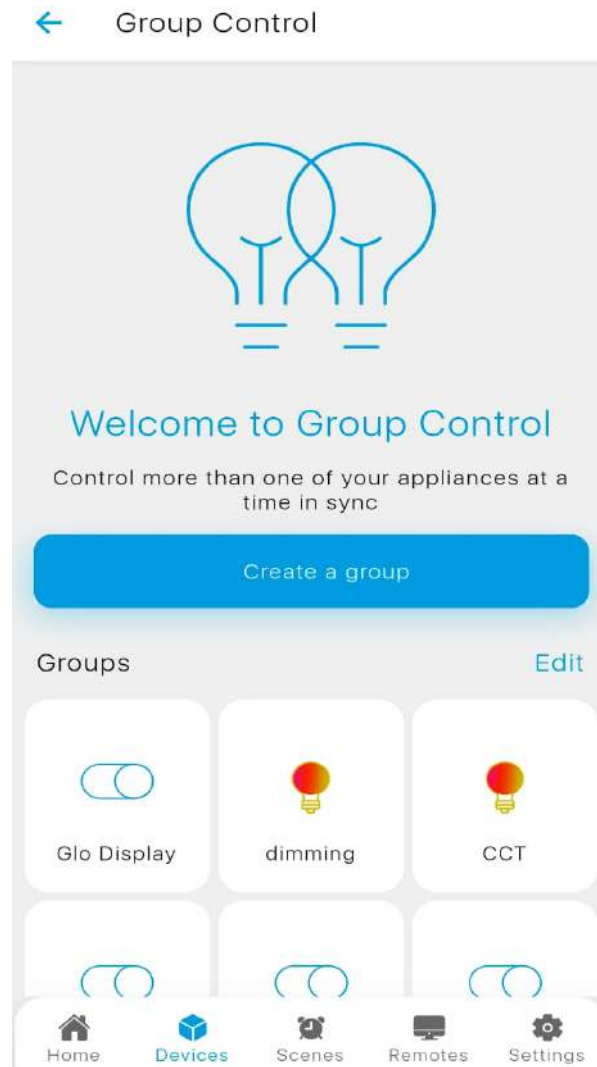 Group Control
Welcome to Group Control
Control more than one of your appliances at a
time in sync
Create a group
Groups
Edit
Glo Display
dimming
CCT
Home
Devices
Scenes
Remotes
Settings